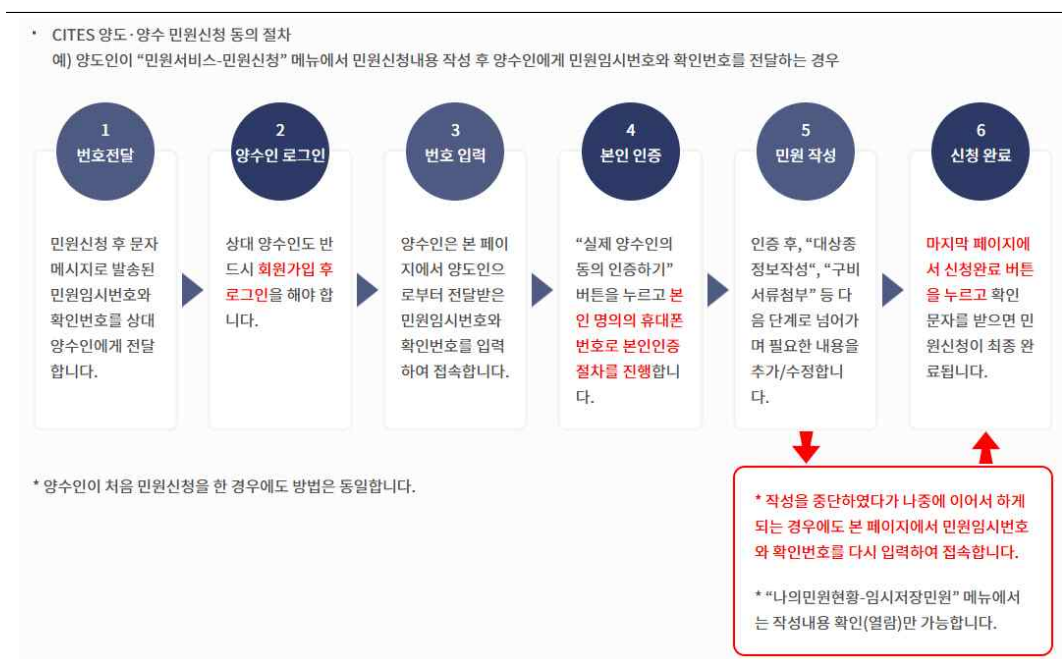 · CITES 양도·양수 민원신청 동의 절차
예) 양도인이 “민원서비스-민원신청” 메뉴에서 민원신청내용 작성 후 양수인에게 민원임시번호와 확인번호를 전달하는 경우
1
번호전달
민원신청 후 문자
메시지로 발송된
민원임시번호와
확인번호를 상대
양수인에게 전달
합니다.
2
양수인 로그인
상대 양수인도 반
드시 회원가입 후
로그인을 해야 합
니다.
3
번호 입력
양수인은 본 페이
지에서 양도인으
로부터 전달받은
민원임시번호와
확인번호를 입력
하여 접속합니다.
4
본인 인증
“실제 양수인의
동의 인증하기”
버튼을 누르고 본
인 명의의 휴대폰
번호로 본인인증
절차를 진행합니
다.
5
민원 작성
인증 후, “대상종
정보작성“, “구비
서류첨부” 등 다
음 단계로 넘어가
며 필요한 내용을
추가/수정합니
다.
6
신청 완료
마지막 페이지에
서 신청완료 버튼
을 누르고 확인
문자를 받으면 민
원신청이 최종 완
료됩니다.
* 양수인이 처음 민원신청을 한 경우에도 방법은 동일합니다.
* 작성을 중단하였다가 나중에 이어서 하게
되는 경우에도 본 페이지에서 민원임시번호
와 확인번호를 다시 입력하여 접속합니다.
* “나의민원현황-임시저장민원” 메뉴에서
는 작성내용 확인(열람)만 가능합니다.